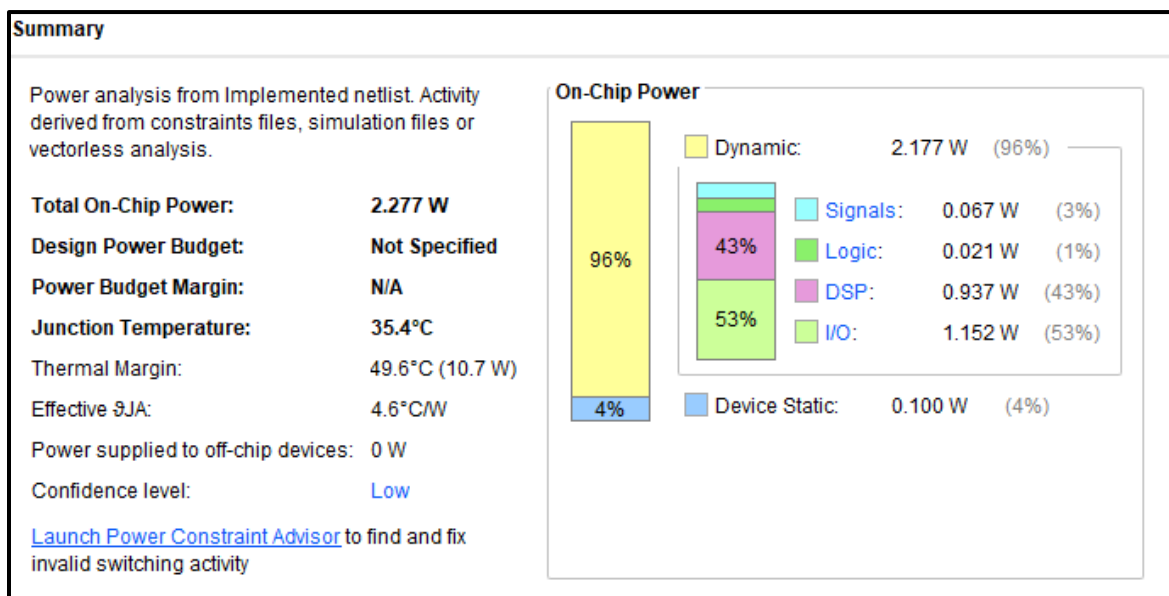 Summary
Power analysis from Implemented netlist. Activity
derived from constraints files, simulation files or
vectorless analysis.
Total On-Chip Power: 2.277 W
Design Power Budget: Not Specified
Power Budget Margin: N/A
Junction Temperature: 35.4°C
Thermal Margin: 49.6°C (10.7 W)
Effective ϑJA: 4.6°C/W
Power supplied to off-chip devices: 0 W
Confidence level: Low
Launch Power Constraint Advisor to find and fix
invalid switching activity
On-Chip Power
96%
4%
Dynamic: 2.177 W (96%)
43%
53%
Signals: 0.067 W (3%)
Logic: 0.021 W (1%)
DSP: 0.937 W (43%)
I/O: 1.152 W (53%)
Device Static: 0.100 W (4%)